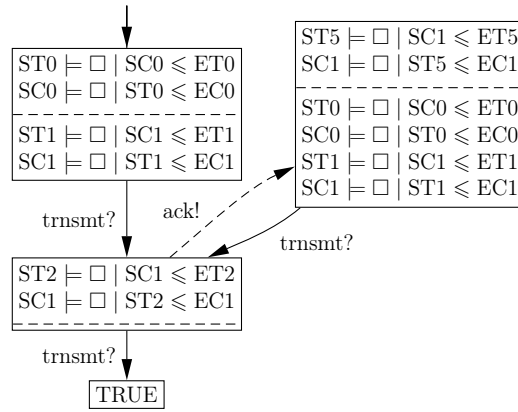 ST0 ⊨ □ | SC0 ⩽ ET0
SC0 ⊨ □ | ST0 ⩽ EC0
ST1 ⊨ □ | SC1 ⩽ ET1
SC1 ⊨ □ | ST1 ⩽ EC1
ST5 ⊨ □ | SC1 ⩽ ET5
SC1 ⊨ □ | ST5 ⩽ EC1
ST0 ⊨ □ | SC0 ⩽ ET0
SC0 ⊨ □ | ST0 ⩽ EC0
ST1 ⊨ □ | SC1 ⩽ ET1
SC1 ⊨ □ | ST1 ⩽ EC1
trnsmt?
ack!
trnsmt?
ST2 ⊨ □ | SC1 ⩽ ET2
SC1 ⊨ □ | ST2 ⩽ EC1
trnsmt?
TRUE